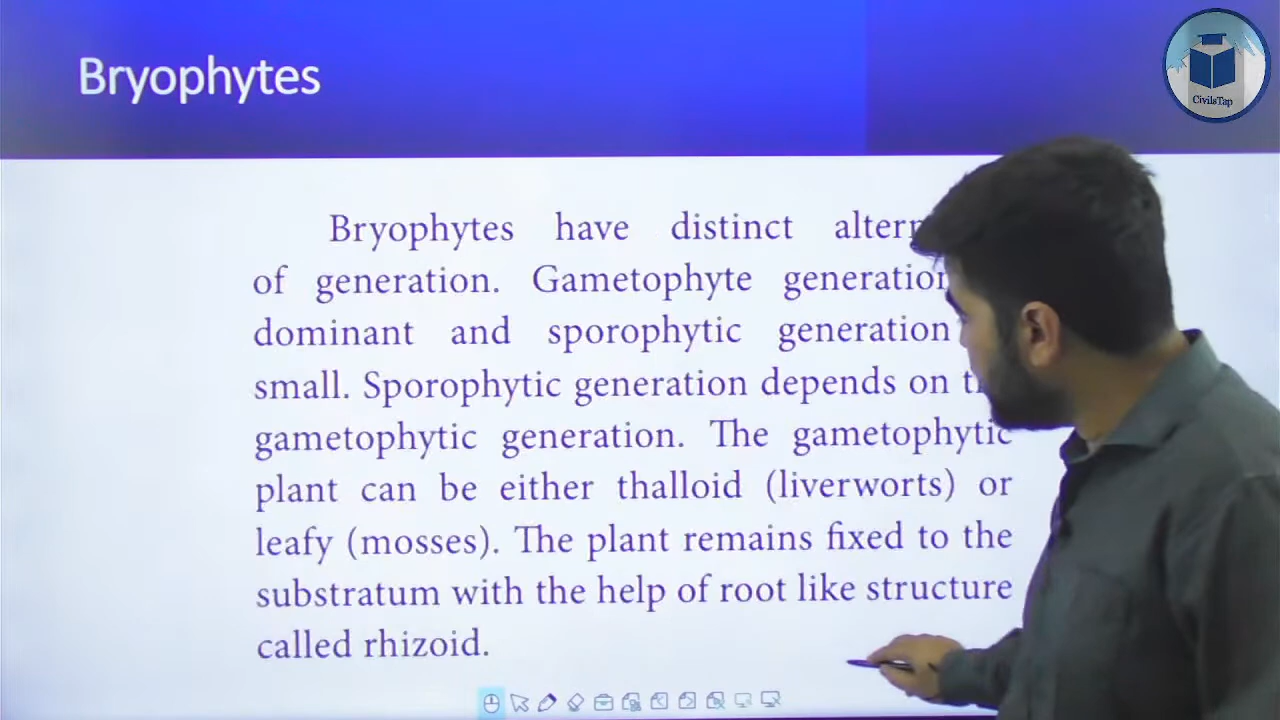 Bryophytes
CivilsTap
Bryophytes have distinct altern
of generation. Gametophyte generation
dominant and sporophytic generation
small. Sporophytic generation depends on
gametophytic generation. The gametophytic
plant can be either thalloid (liverworts) or
leafy (mosses). The plant remains fixed to the
substratum with the help of root like structure
called rhizoid.